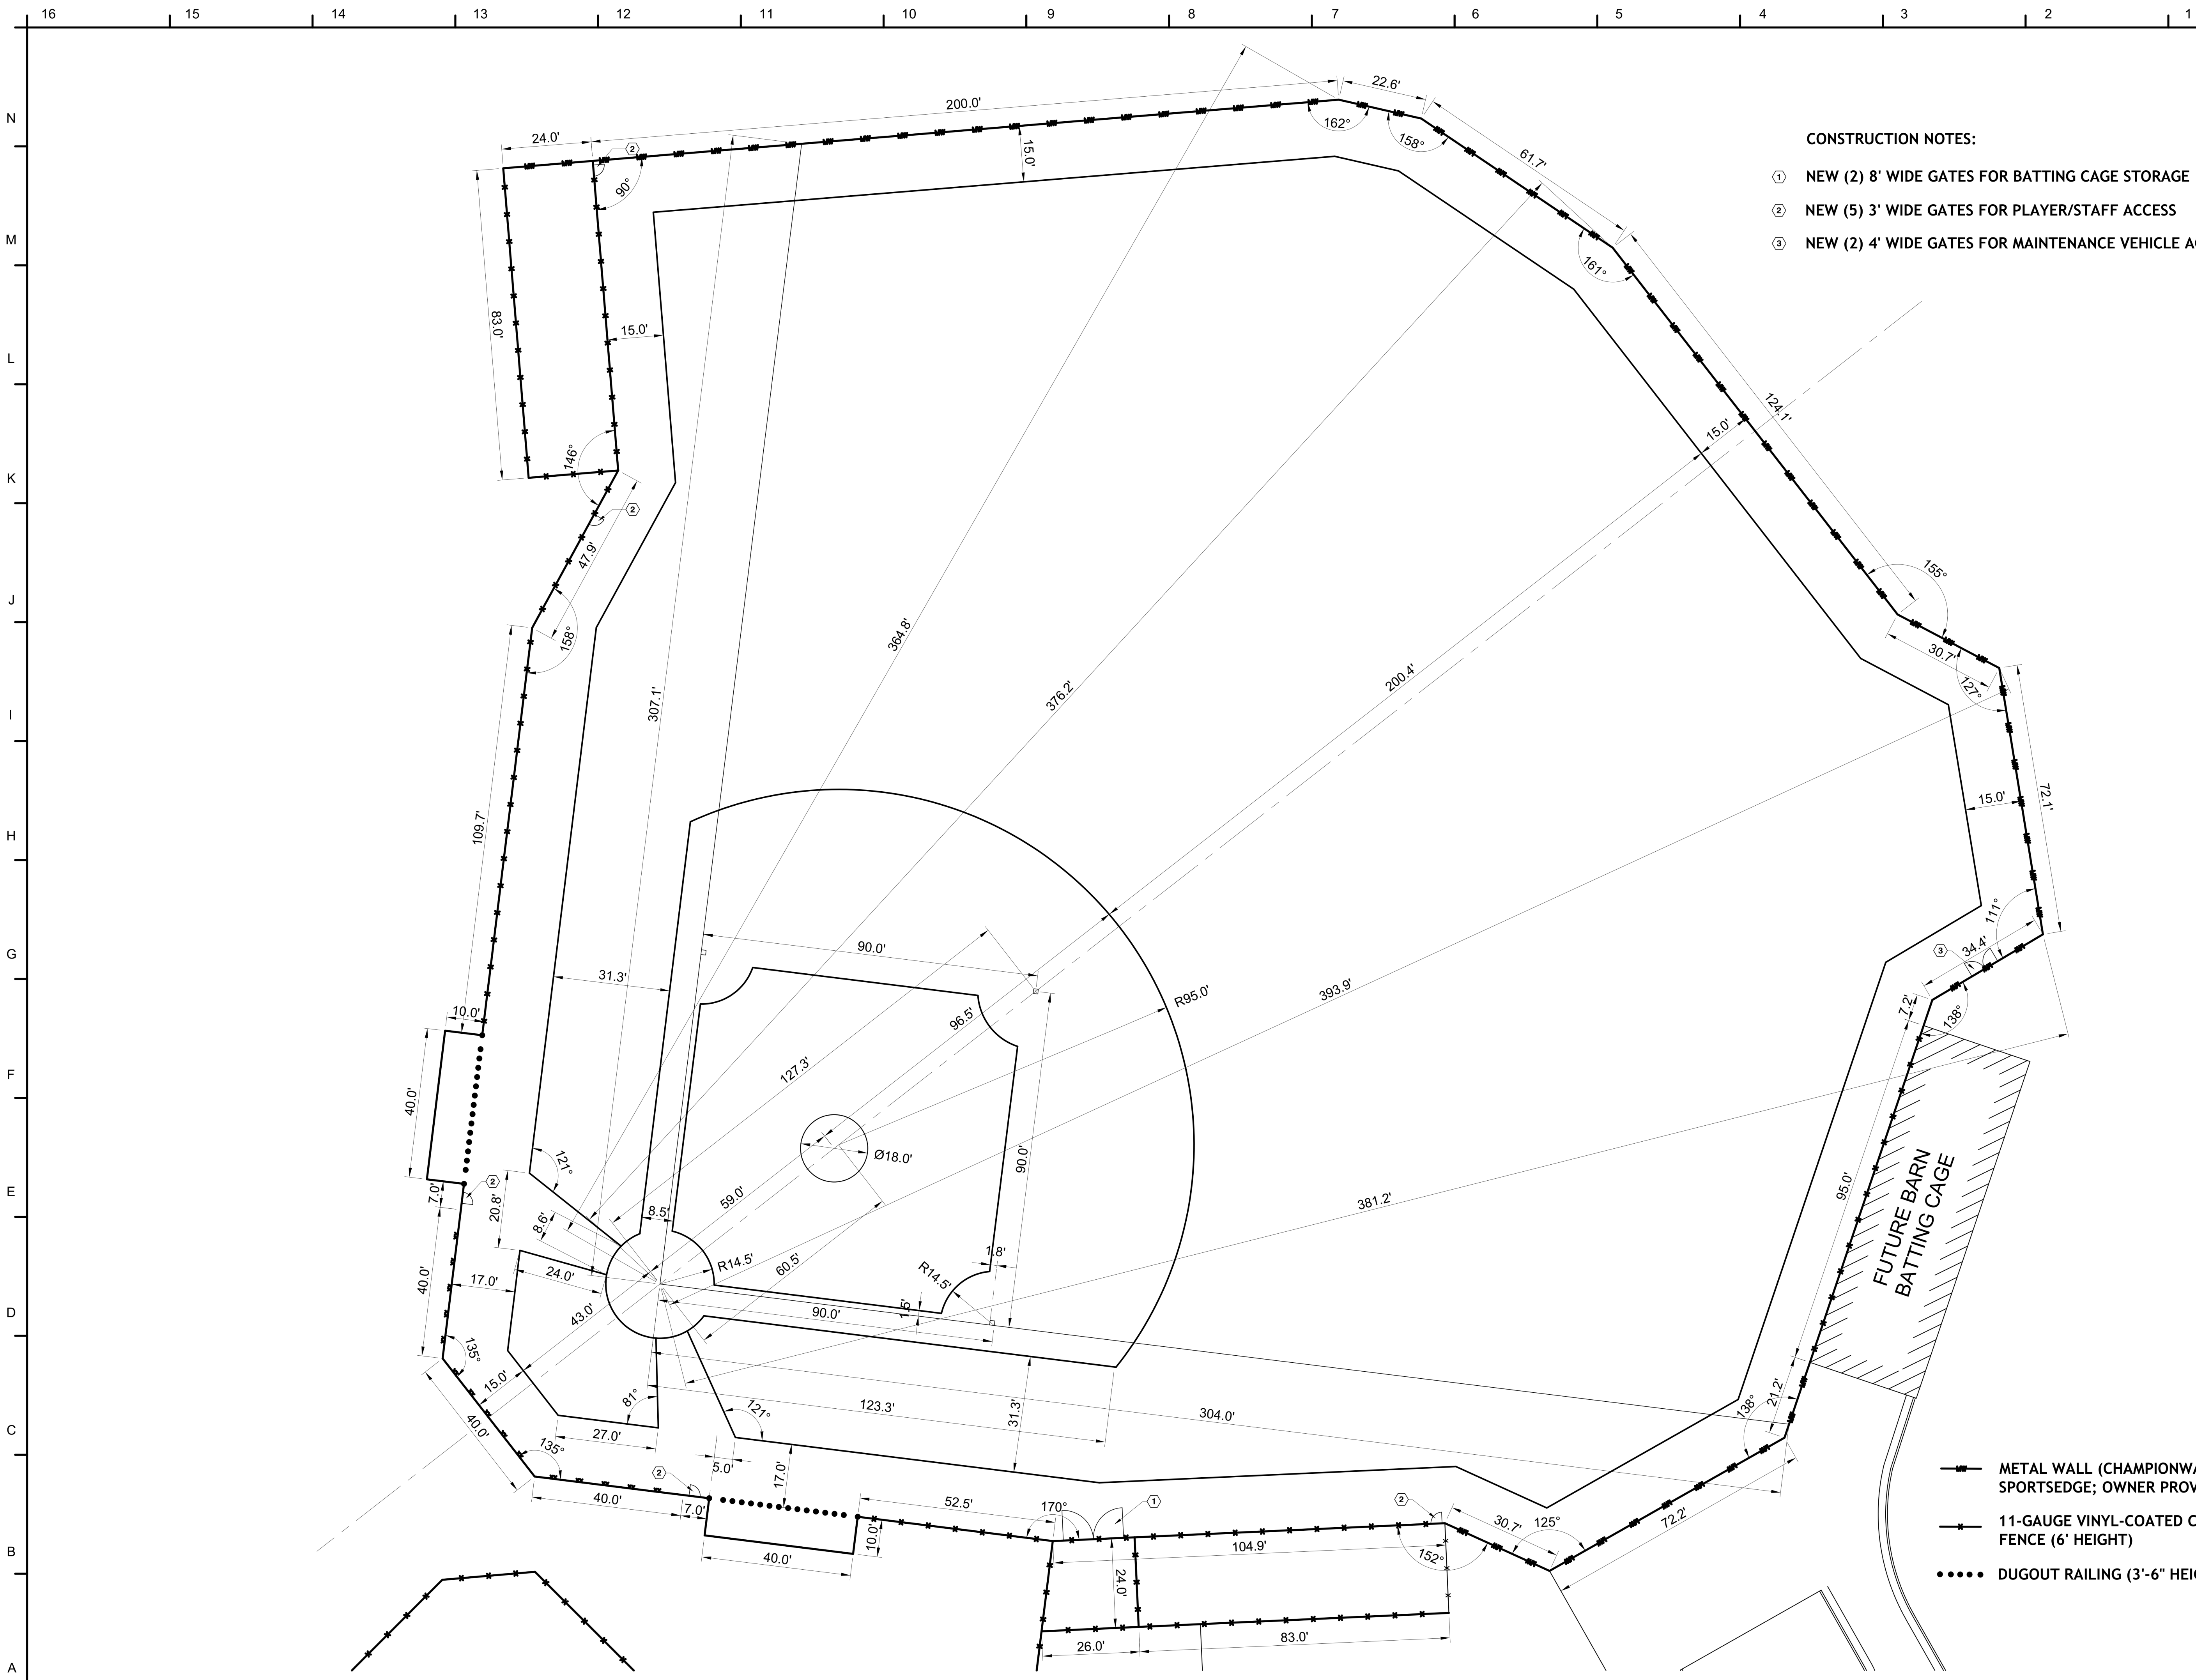 16 15 14 13 12 11 10 9 8 7 6 5 4 3 2 1
N
M
L
K
J
I
H
G
F
E
D
C
B
A
CONSTRUCTION NOTES:
1 NEW (2) 8' WIDE GATES FOR BATTING CAGE STORAGE
2 NEW (5) 3' WIDE GATES FOR PLAYER/STAFF ACCESS
3 NEW (2) 4' WIDE GATES FOR MAINTENANCE VEHICLE
24.0'
200.0'
22.6'
2
162°
158°
61.7'
90°
15.0'
83.0'
15.0'
161°
124.1'
15.0'
146°
2
47.9'
158°
155°
30.7'
127°
364.8'
376.2'
307.1'
200.4'
109.7'
72.1'
15.0'
111°
34.4'
3
7.2'
138°
90.0'
31.3'
96.5'
R95.0'
393.9'
10.0'
40.0'
127.3'
Ø18.0'
90.0'
121°
2
7.0'
20.8'
8.6'
8.5'
59.0'
381.2'
95.0'
FUTURE BARN
BATTING CAGE
40.0'
17.0'
24.0'
R14.5'
60.5'
R14.5'
1.8'
43.0'
90.0'
1.5'
135°
15.0'
40.0'
81°
27.0'
121°
123.3'
31.3'
304.0'
138°
21.2'
135°
2
5.0'
17.0'
40.0'
7.0'
52.5'
170°
1
2
30.7'
125°
72.2'
10.0'
40.0'
104.9'
152°
24.0'
26.0'
83.0'
METAL WALL
SPORTSEDGE; OWNER
11-GAUGE VINYL-COATED
FENCE (6' HEIGHT)
DUGOUT RAILING (3'-6"